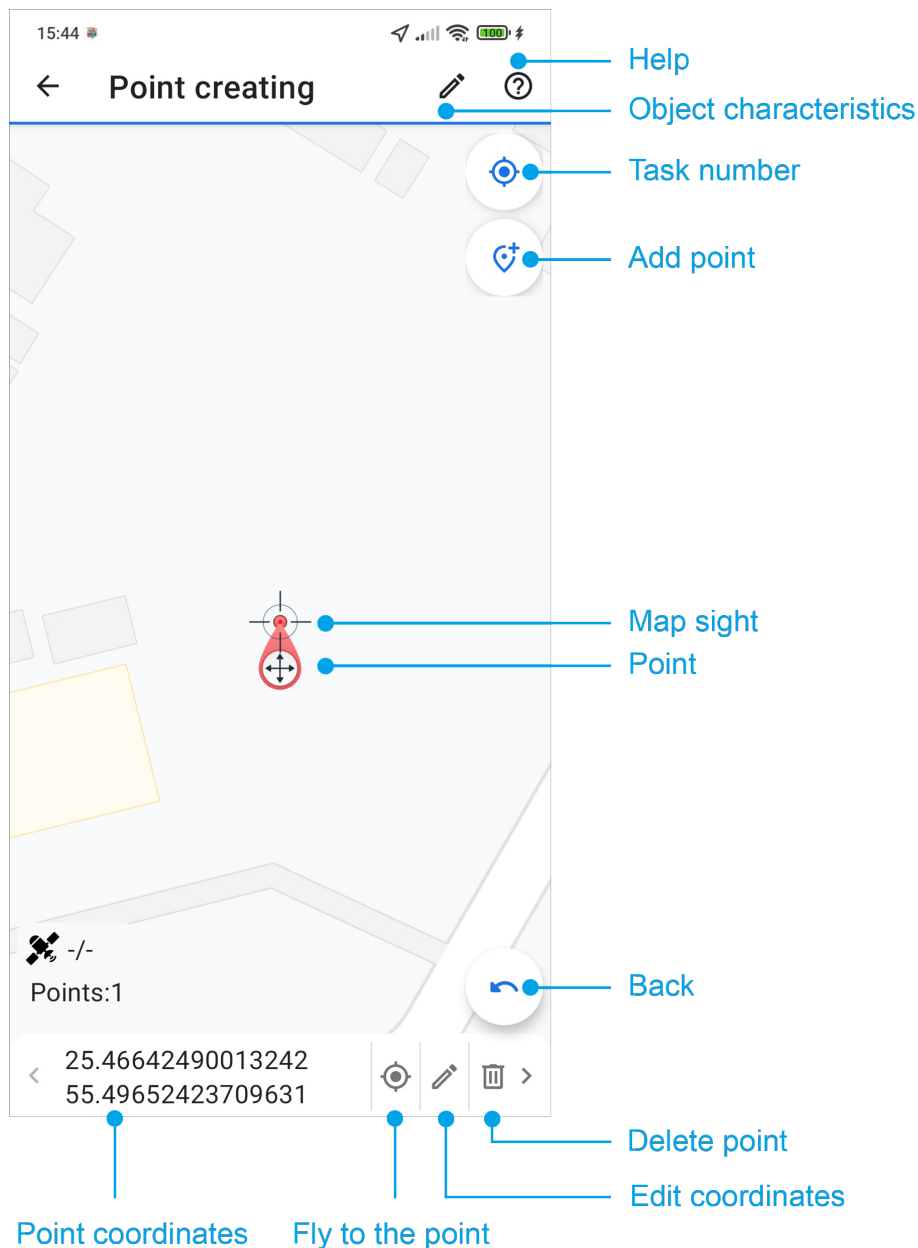 15:44
100
Help
Point creating
Object characteristics
Task number
Add point
Map sight
Point
-/-
Points:1
Back
25.46642490013242
55.49652423709631
Delete point
Edit coordinates
Point coordinates
Fly to the point